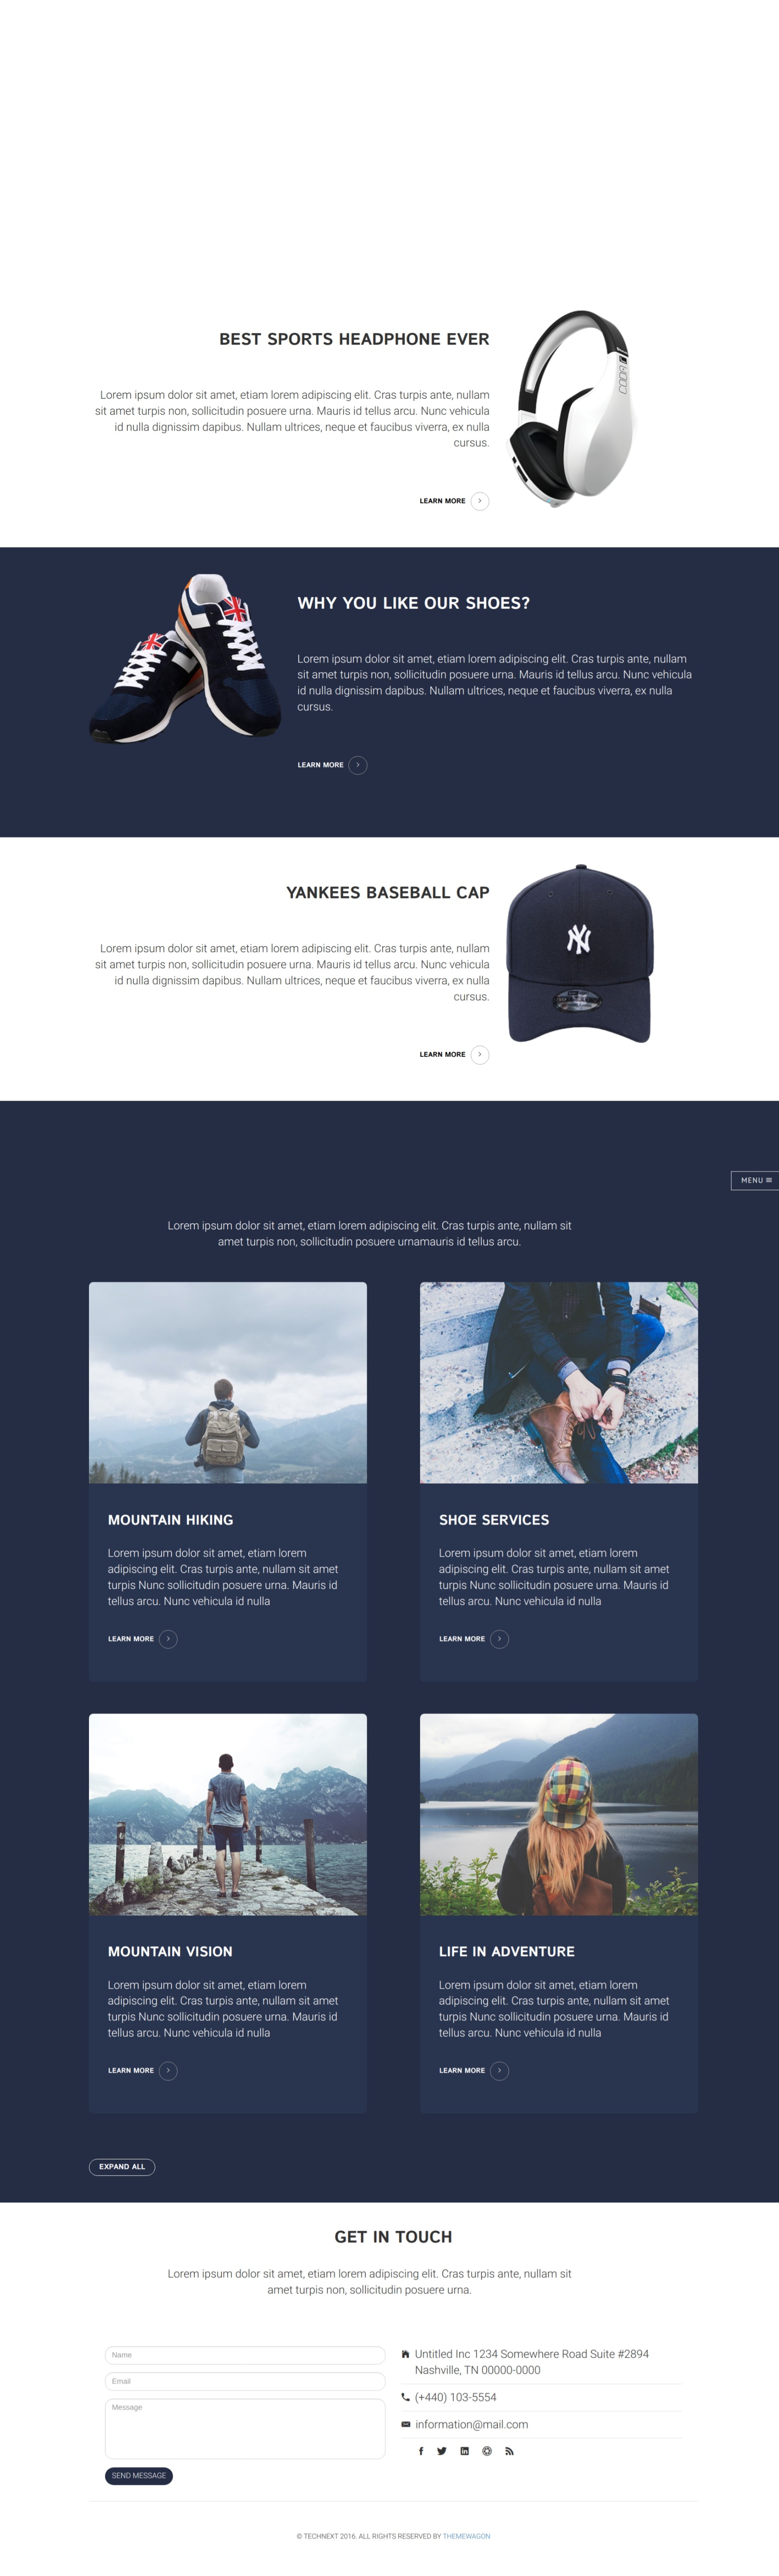 BEST SPORTS HEADPHONE EVER
CODA
Lorem ipsum dolor sit amet, etiam lorem adipiscing elit. Cras turpis ante, nullam
sit amet turpis non, sollicitudin posuere urna. Mauris id tellus arcu. Nunc vehicula
id nulla dignissim dapibus. Nullam ultrices, neque et faucibus viverra, ex nulla
cursus.
LEARN MORE
WHY YOU LIKE OUR SHOES?
Lorem ipsum dolor sit amet, etiam lorem adipiscing elit. Cras turpis ante, nullam
sit amet turpis non, sollicitudin posuere urna. Mauris id tellus arcu. Nunc vehicula
id nulla dignissim dapibus. Nullam ultrices, neque et faucibus viverra, ex nulla
cursus.
LEARN MORE
YANKEES BASEBALL CAP
NY
Lorem ipsum dolor sit amet, etiam lorem adipiscing elit. Cras turpis ante, nullam
sit amet turpis non, sollicitudin posuere urna. Mauris id tellus arcu. Nunc vehicula
id nulla dignissim dapibus. Nullam ultrices, neque et faucibus viverra, ex nulla
cursus.
LEARN MORE
MENU
Lorem ipsum dolor sit amet, etiam lorem adipiscing elit. Cras turpis ante, nullam sit
amet turpis non, sollicitudin posuere urnamauris id tellus arcu.
MOUNTAIN HIKING
Lorem ipsum dolor sit amet, etiam lorem
adipiscing elit. Cras turpis ante, nullam sit amet
turpis Nunc sollicitudin posuere urna. Mauris id
tellus arcu. Nunc vehicula id nulla
LEARN MORE
SHOE SERVICES
Lorem ipsum dolor sit amet, etiam lorem
adipiscing elit. Cras turpis ante, nullam sit amet
turpis Nunc sollicitudin posuere urna. Mauris id
tellus arcu. Nunc vehicula id nulla
LEARN MORE
MOUNTAIN VISION
Lorem ipsum dolor sit amet, etiam lorem
adipiscing elit. Cras turpis ante, nullam sit amet
turpis Nunc sollicitudin posuere urna. Mauris id
tellus arcu. Nunc vehicula id nulla
LEARN MORE
LIFE IN ADVENTURE
Lorem ipsum dolor sit amet, etiam lorem
adipiscing elit. Cras turpis ante, nullam sit amet
turpis Nunc sollicitudin posuere urna. Mauris id
tellus arcu. Nunc vehicula id nulla
LEARN MORE
EXPAND ALL
GET IN TOUCH
Lorem ipsum dolor sit amet, etiam lorem adipiscing elit. Cras turpis ante, nullam sit
amet turpis non, sollicitudin posuere urna.
Name
Email
Message
SEND MESSAGE
Untitled Inc 1234 Somewhere Road Suite #2894
Nashville, TN 00000-0000
(+440) 103-5554
information@mail.com
© TECHNEXT 2016. ALL RIGHTS RESERVED BY THEMEWAGON